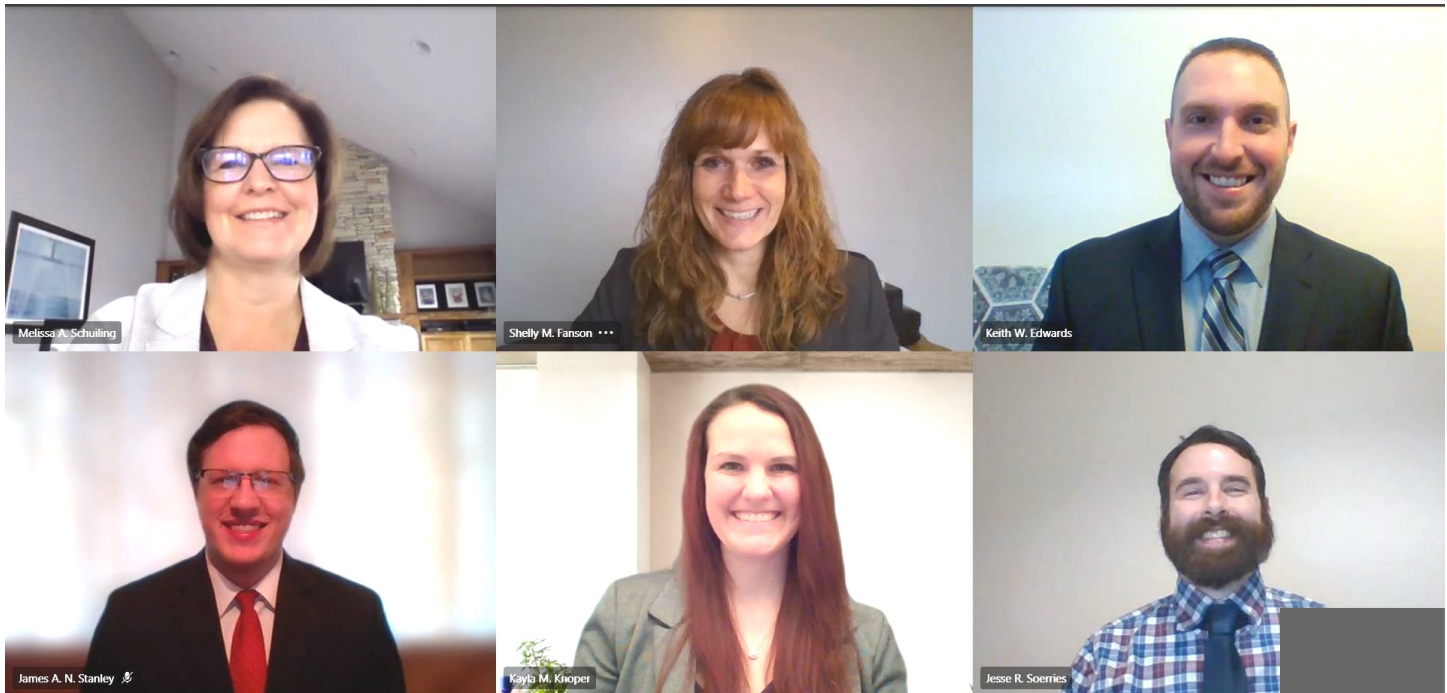 Melissa A. Schuiling
Shelly M. Fanson ···
Keith W. Edwards
James A. N. Stanley
Kayla M. Knoper
Jesse R. Soerries